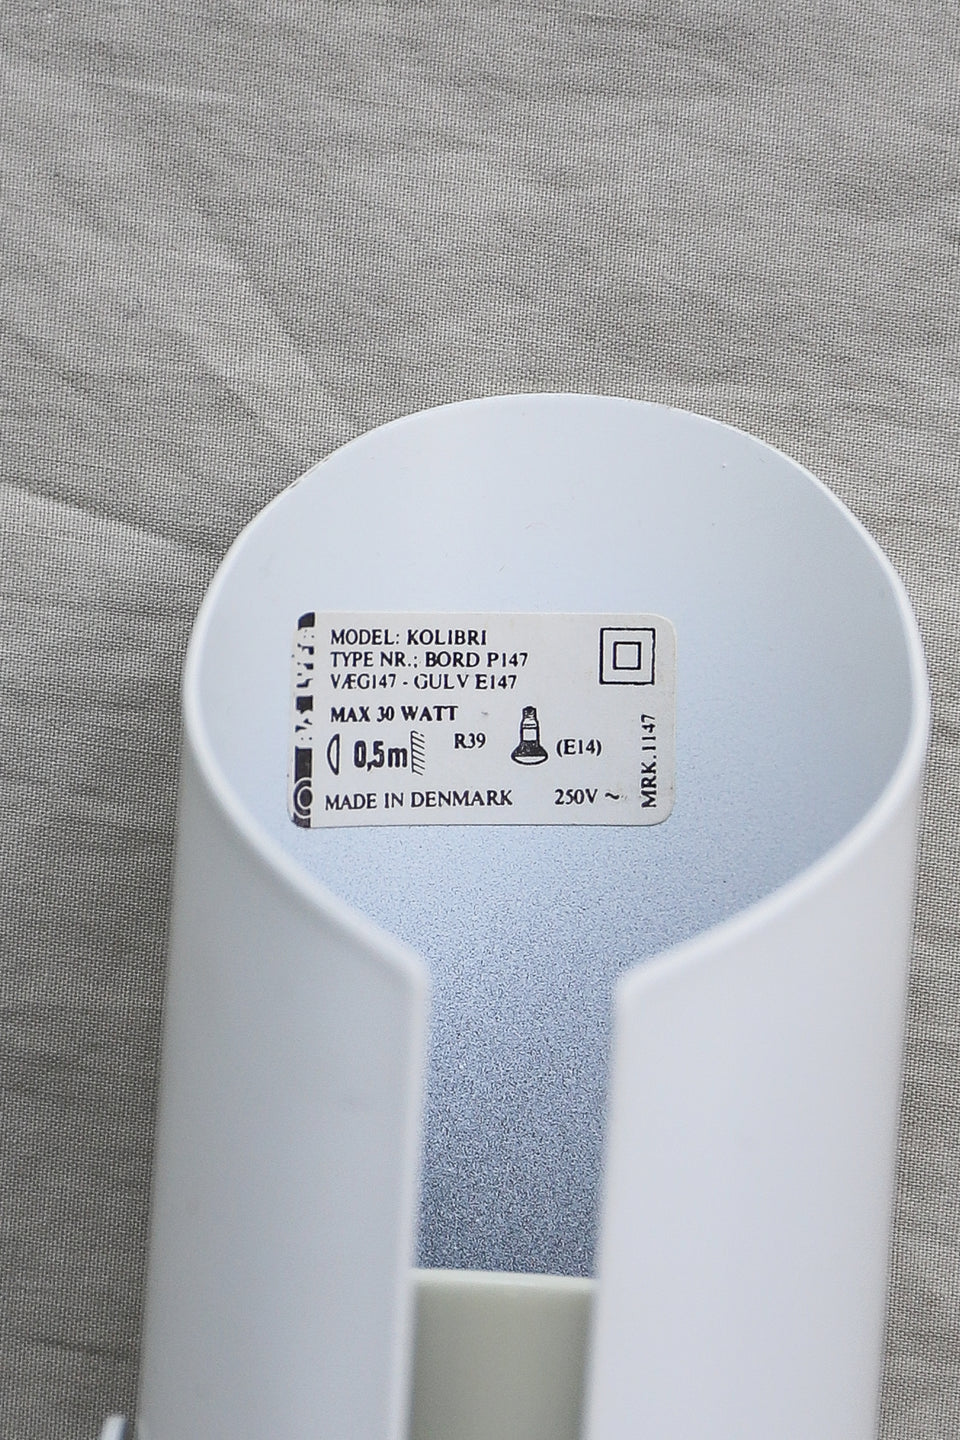 MODEL: KOLIBRI
TYPE NR.; BORD P147
VÆG147 - GULV E147
MAX 30 WATT
0,5m
R39
(E14)
MADE IN DENMARK
250V ~
MRK.1147